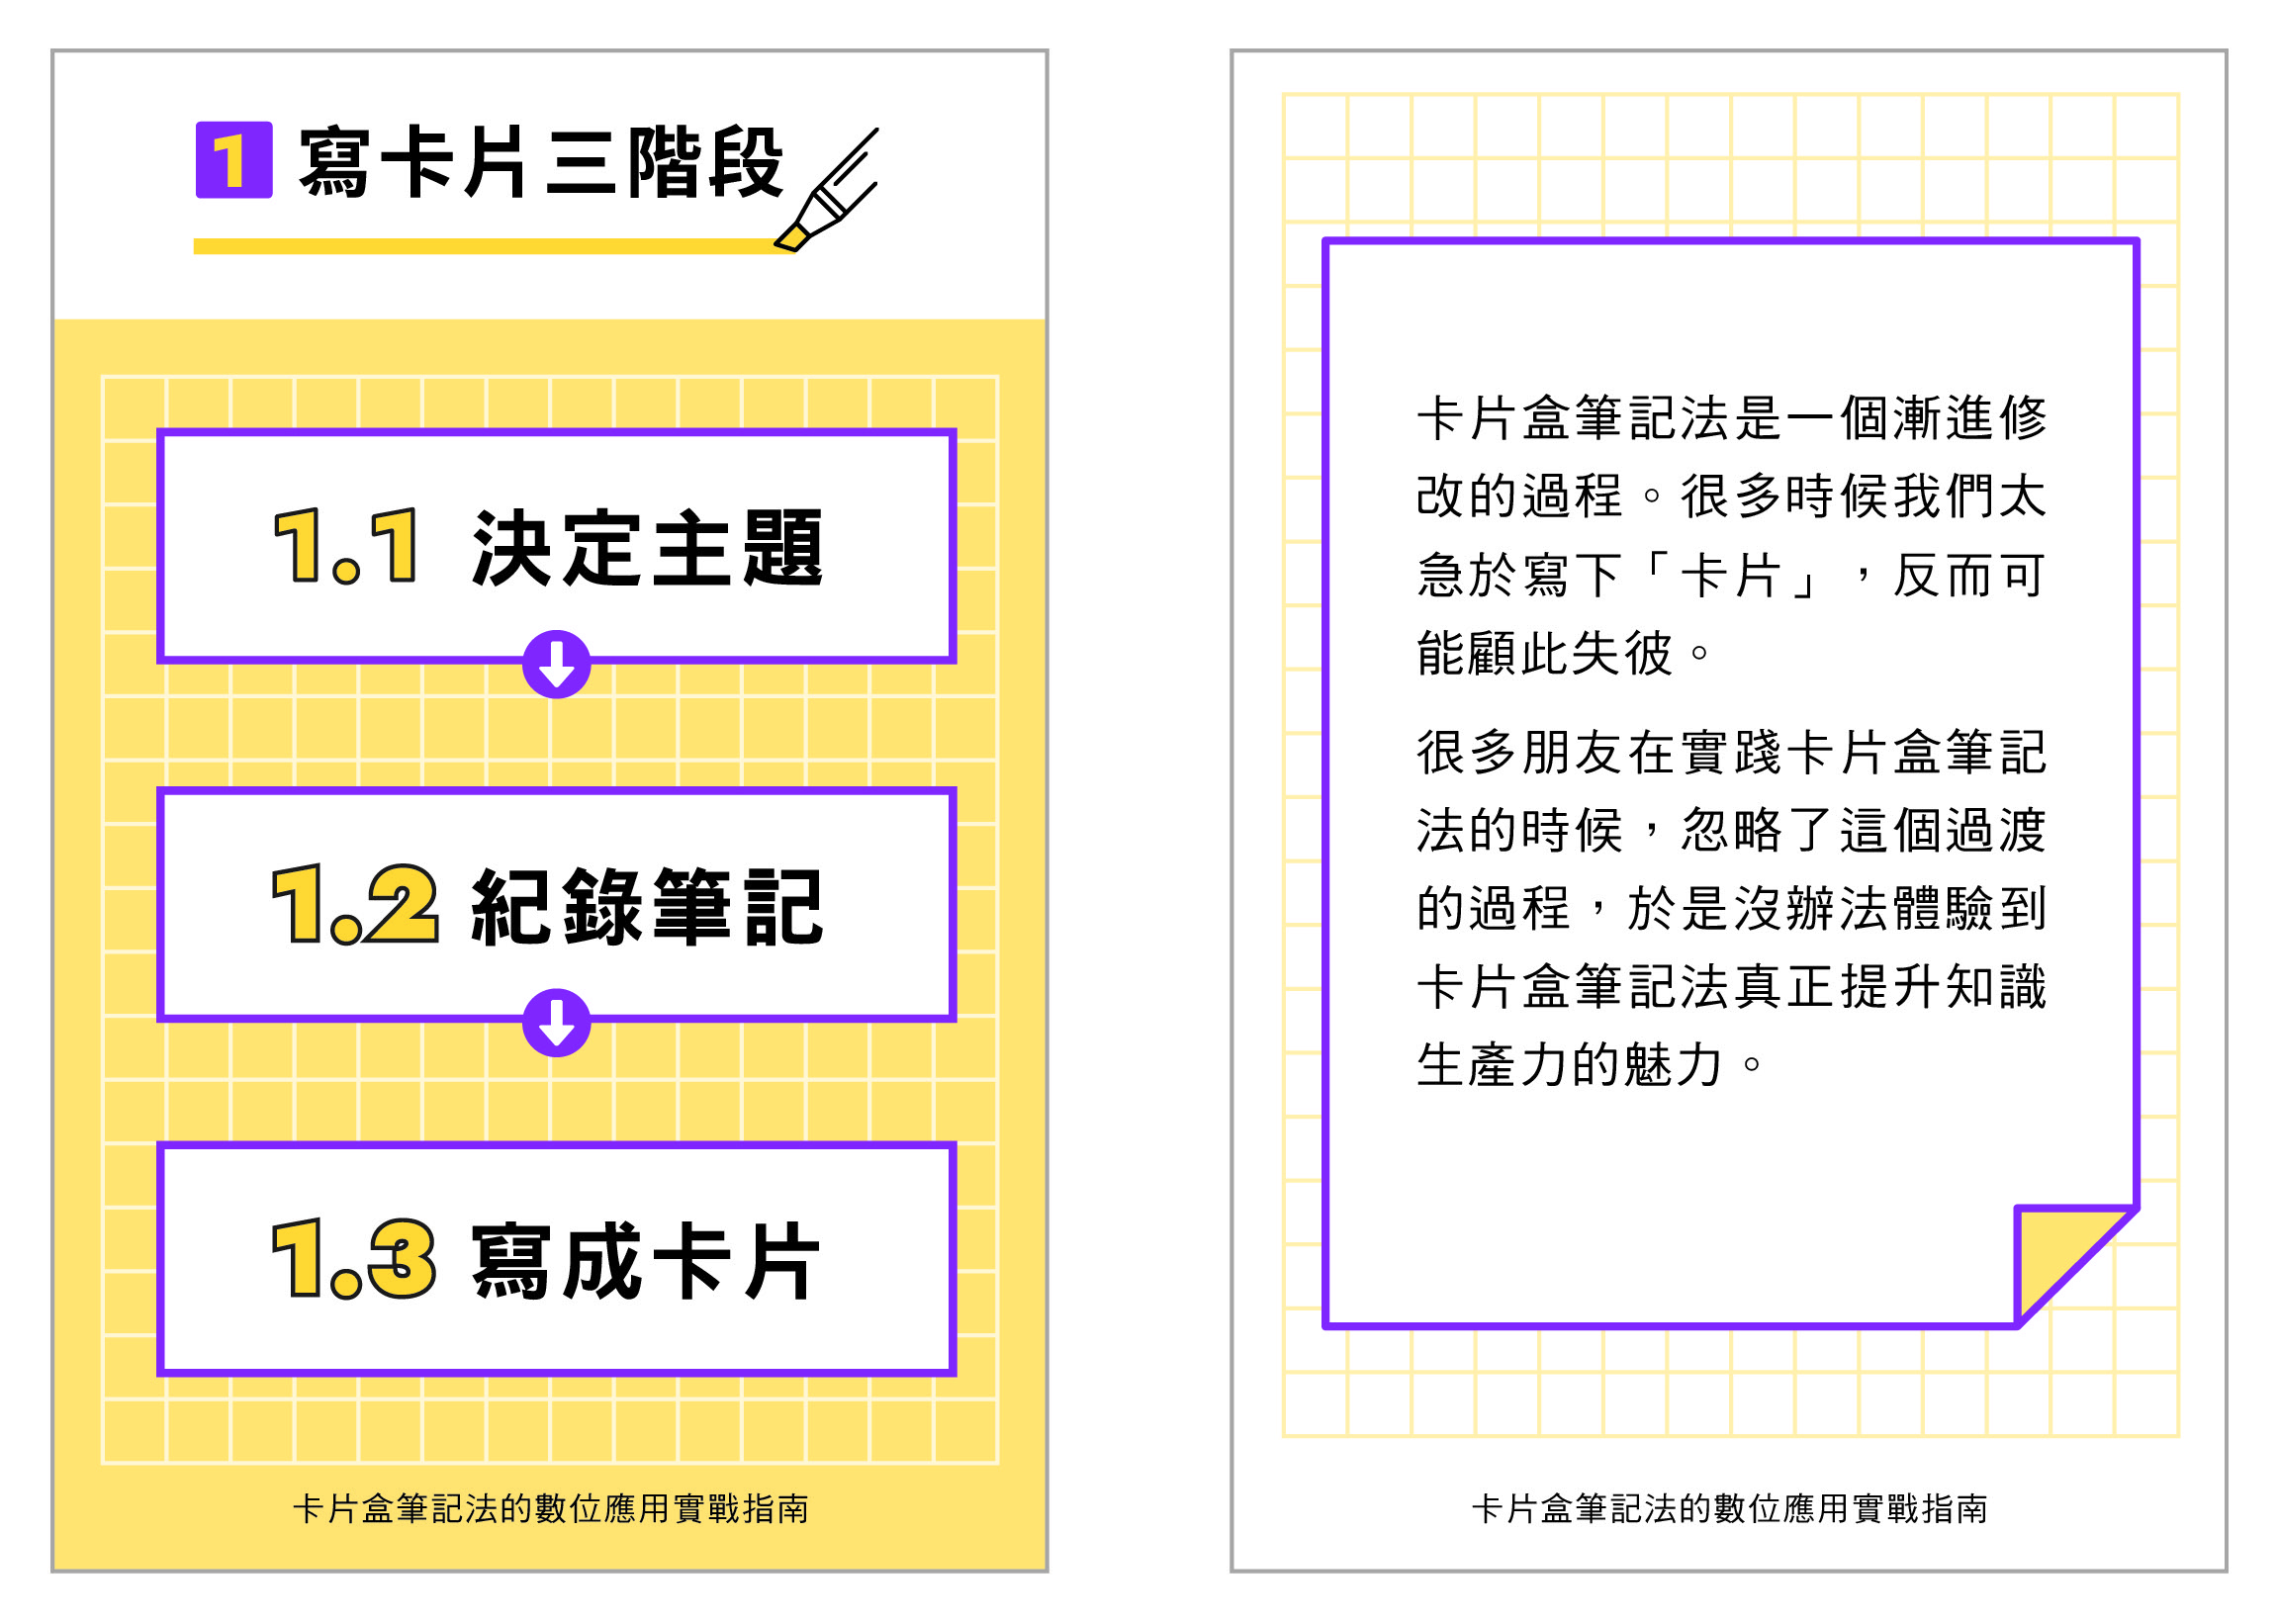 1 寫卡片三階段
1.1 決定主題
1.2 紀錄筆記
1.3 寫成卡片
卡片盒筆記法的數位應用實戰指南
卡片盒筆記法是一個漸進修
改的過程。很多時候我們太
急於寫下「卡片」，反而可
能顧此失彼。
很多朋友在實踐卡片盒筆記
法的時候，忽略了這個過渡
的過程，於是沒辦法體驗到
卡片盒筆記法真正提升知識
生產力的魅力。
卡片盒筆記法的數位應用實戰指南